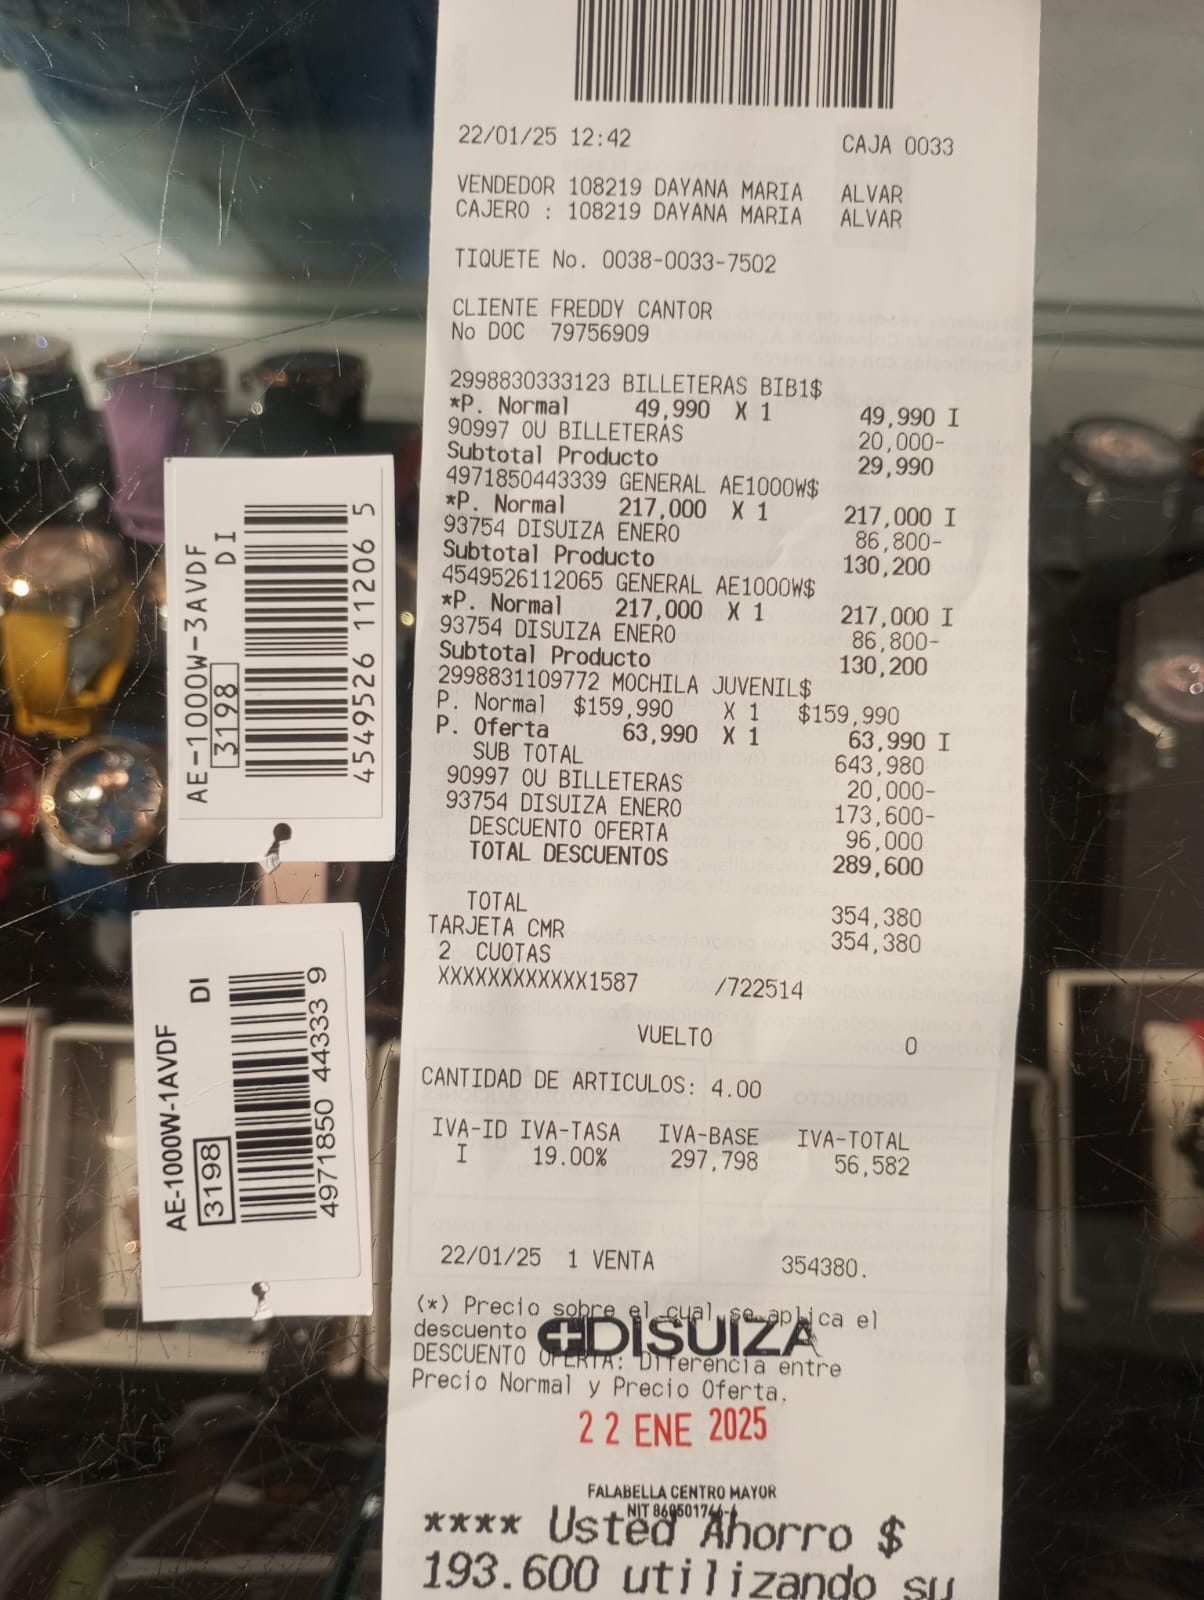 22/01/25 12:42 CAJA 0033
VENDEDOR 108219 DAYANA MARIA ALVAR
CAJERO : 108219 DAYANA MARIA ALVAR
TIQUETE No. 0038-0033-7502
CLIENTE FREDDY CANTOR
No DOC 79756909
2998830333123 BILLETERAS BIB1$
*P. Normal 49,990 X 1 49,990 I
90997 OU BILLETERAS 20,000-
Subtotal Producto 29,990
4971850443339 GENERAL AE1000W$
*P. Normal 217,000 X 1 217,000 I
93754 DISUIZA ENERO 86,800-
Subtotal Producto 130,200
4549526112065 GENERAL AE1000W$
*P. Normal 217,000 X 1 217,000 I
93754 DISUIZA ENERO 86,800-
Subtotal Producto 130,200
2998831109772 MOCHILA JUVENIL$
P. Normal $159,990 X 1 $159,990
P. Oferta 63,990 X 1 63,990 I
SUB TOTAL 643,980
90997 OU BILLETERAS 20,000-
93754 DISUIZA ENERO 173,600-
DESCUENTO OFERTA 96,000
TOTAL DESCUENTOS 289,600
TOTAL 354,380
TARJETA CMR 354,380
2 CUOTAS
XXXXXXXXXXXX1587 /722514
VUELTO 0
CANTIDAD DE ARTICULOS: 4.00
IVA-ID IVA-TASA IVA-BASE IVA-TOTAL
I 19.00% 297,798 56,582
22/01/25 1 VENTA 354380.
(*) Precio sobre el cual se aplica el
descuento
DISUIZA
DESCUENTO OFERTA: Diferencia entre
Precio Normal y Precio Oferta.
22 ENE 2025
FALABELLA CENTRO MAYOR
NIT
**** Usted Ahorro $
193.600 utilizando su
AE-1000W-3AVDF
DI
3198
4549526 11206 5
AE-1000W-1AVDF
DI
3198
4971850 44333 9